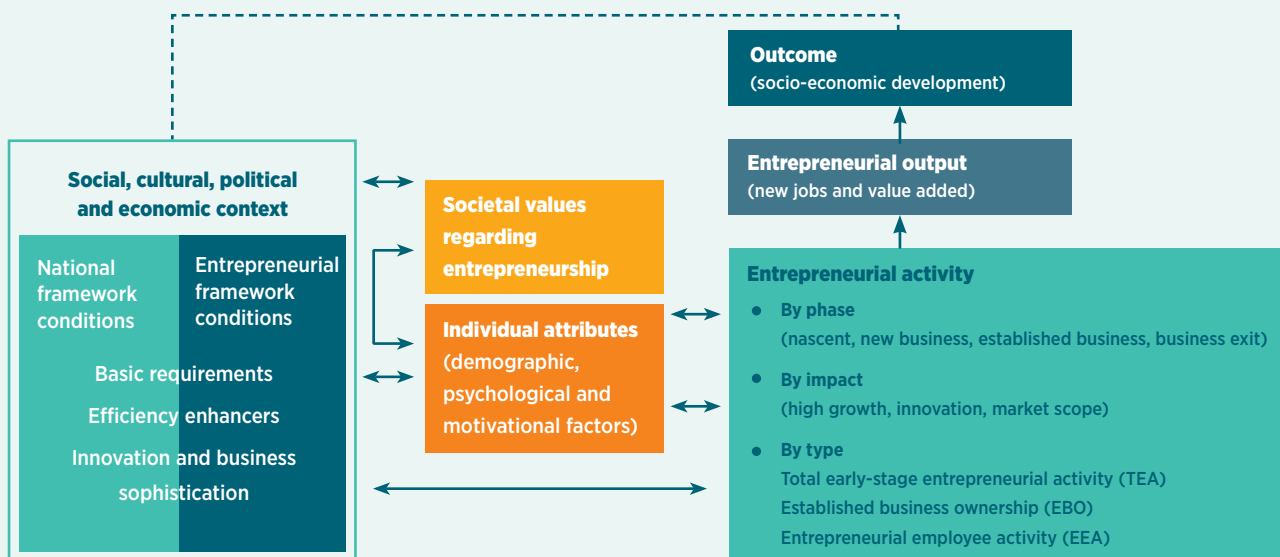 Outcome
(socio-economic development)
Entrepreneurial output
(new jobs and value added)
Social, cultural, political
and economic context
National
framework
conditions
Entrepreneurial
framework
conditions
Basic requirements
Efficiency enhancers
Innovation and business
sophistication
Societal values
regarding
entrepreneurship
Individual attributes
(demographic,
psychological and
motivational factors)
Entrepreneurial activity
• By phase
(nascent, new business, established business, business exit)
• By impact
(high growth, innovation, market scope)
• By type
Total early-stage entrepreneurial activity (TEA)
Established business ownership (EBO)
Entrepreneurial employee activity (EEA)